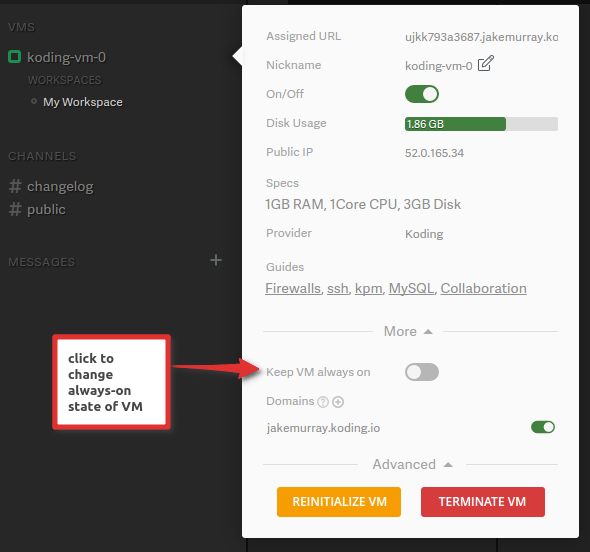 VMS
koding-vm-0
WORKSPACES
My Workspace
CHANNELS
# changelog
# public
MESSAGES +
click to
change
always-on
state of VM
Assigned URL ujkk793a3687.jakemurray.ko
Nickname koding-vm-0
On/Off
Disk Usage 1.86 GB
Public IP 52.0.165.34
Specs
1GB RAM, 1Core CPU, 3GB Disk
Provider Koding
Guides
Firewalls, ssh, kpm, MySQL, Collaboration
More
Keep VM always on
Domains ? +
jakemurray.koding.io
Advanced
REINITIALIZE VM TERMINATE VM